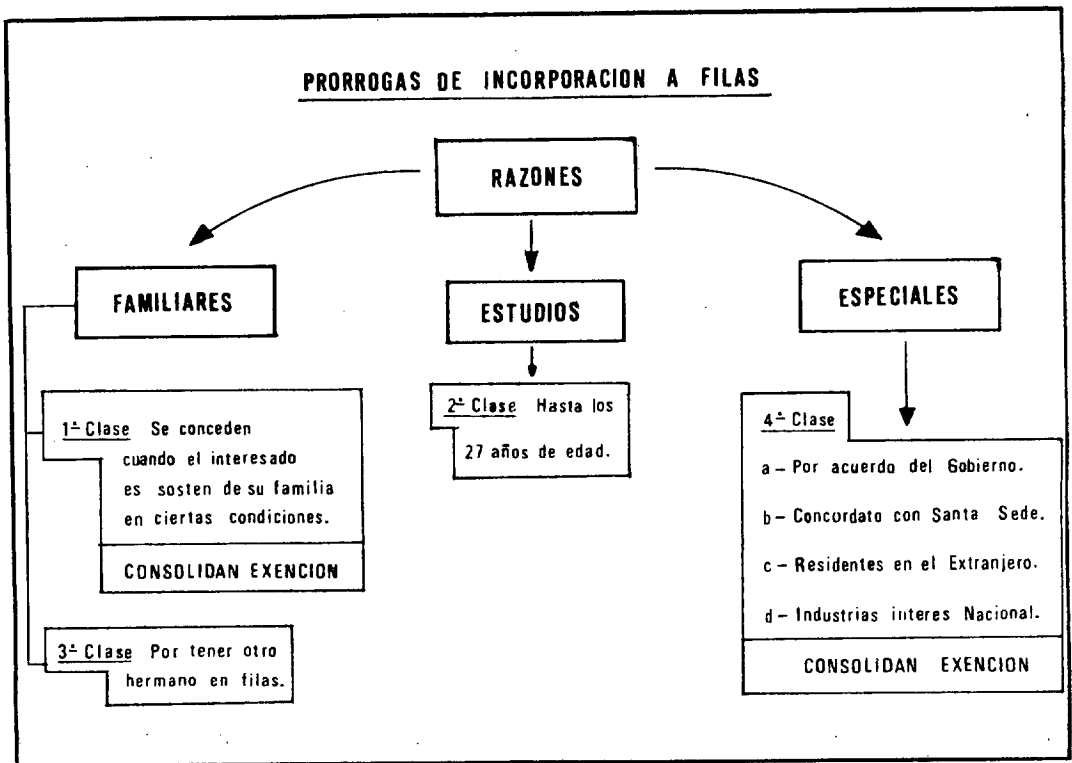 PRORROGAS DE INCORPORACION A FILAS
RAZONES
FAMILIARES
ESTUDIOS
ESPECIALES
1ª Clase Se conceden
cuando el interesado
es sosten de su familia
en ciertas condiciones.
CONSOLIDAN EXENCION
3ª Clase Por tener otro
hermano en filas.
2ª Clase Hasta los
27 años de edad.
4ª Clase
a - Por acuerdo del Gobierno.
b - Concordato con Santa Sede.
c - Residentes en el Extranjero.
d - Industrias interes Nacional.
CONSOLIDAN EXENCION